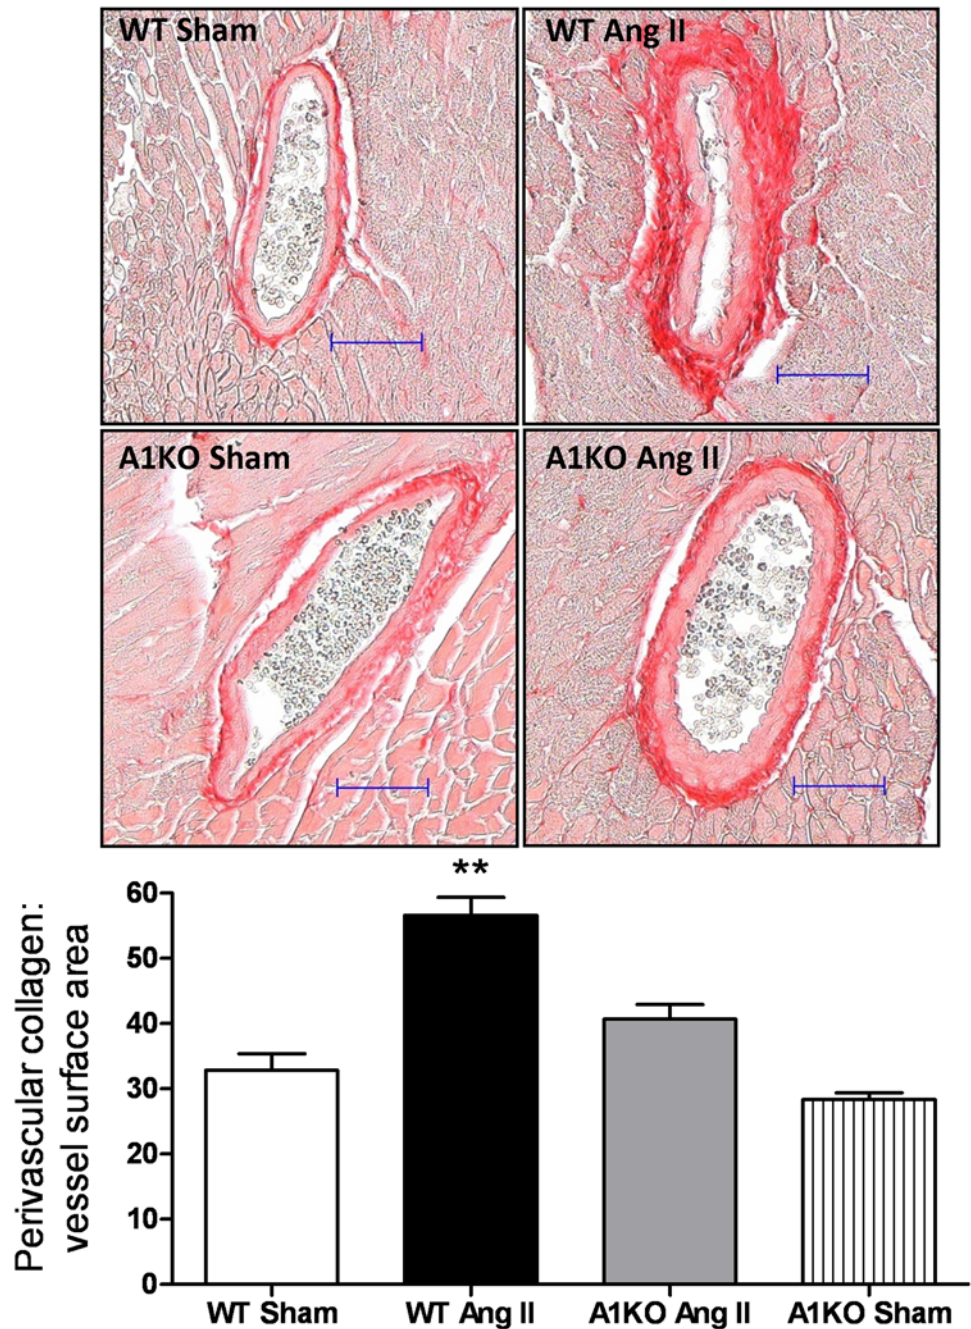 WT Sham
WT Ang II
A1KO Sham
A1KO Ang II
**
60
50
40
30
20
10
0
Perivascular collagen:
vessel surface area
WT Sham
WT Ang II
A1KO Ang II
A1KO Sham